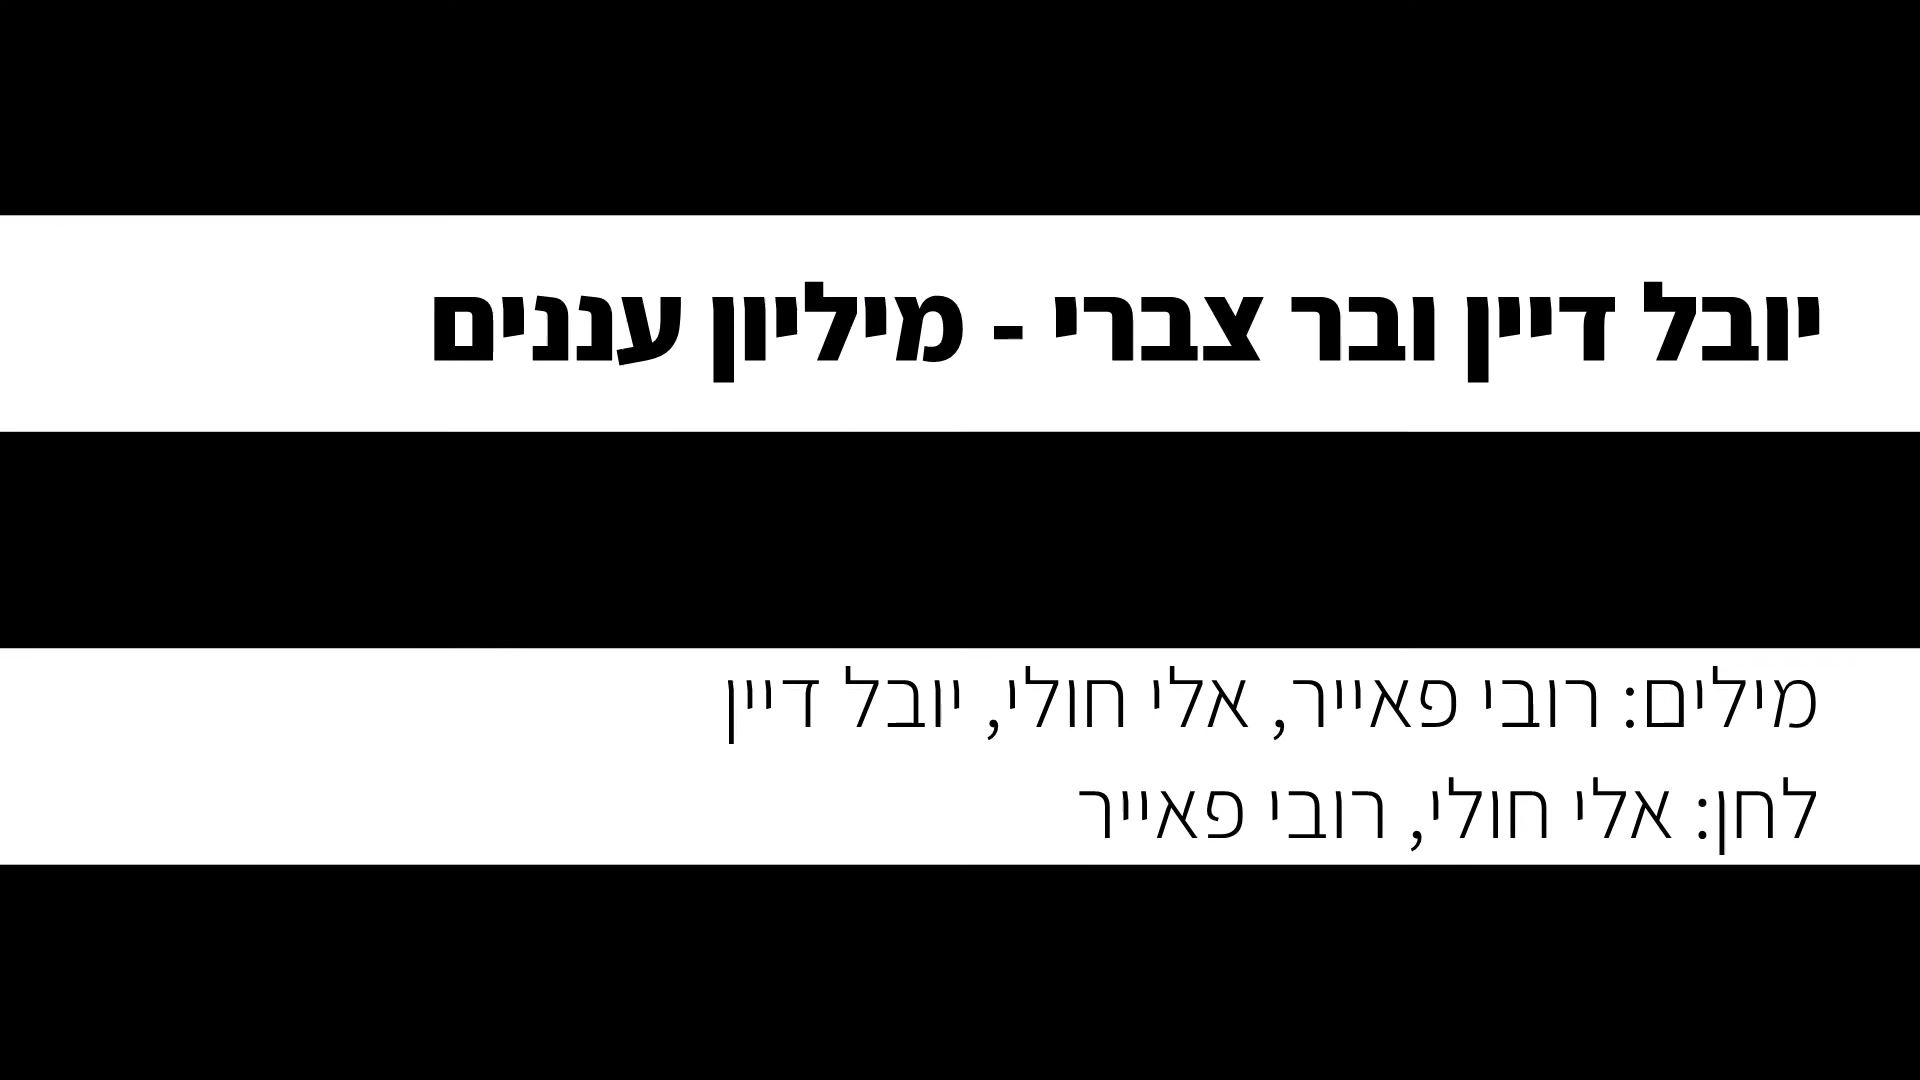 יובל דיין ובר צברי - מיליון עננים
מילים: רובי פאייר, אלי חולי, יובל דיין
לחן: אלי חולי, רובי פאייר